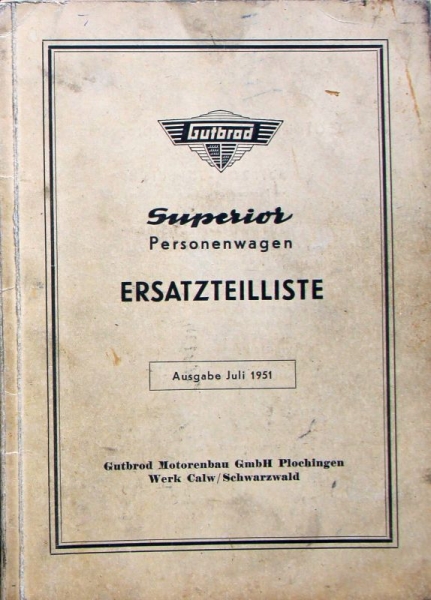 Gutbrod
Superior
Personenwagen
ERSATZTEILLISTE
Ausgabe Juli 1951
Gutbrod Motorenbau GmbH Plochingen
Werk Calw/Schwarzwald